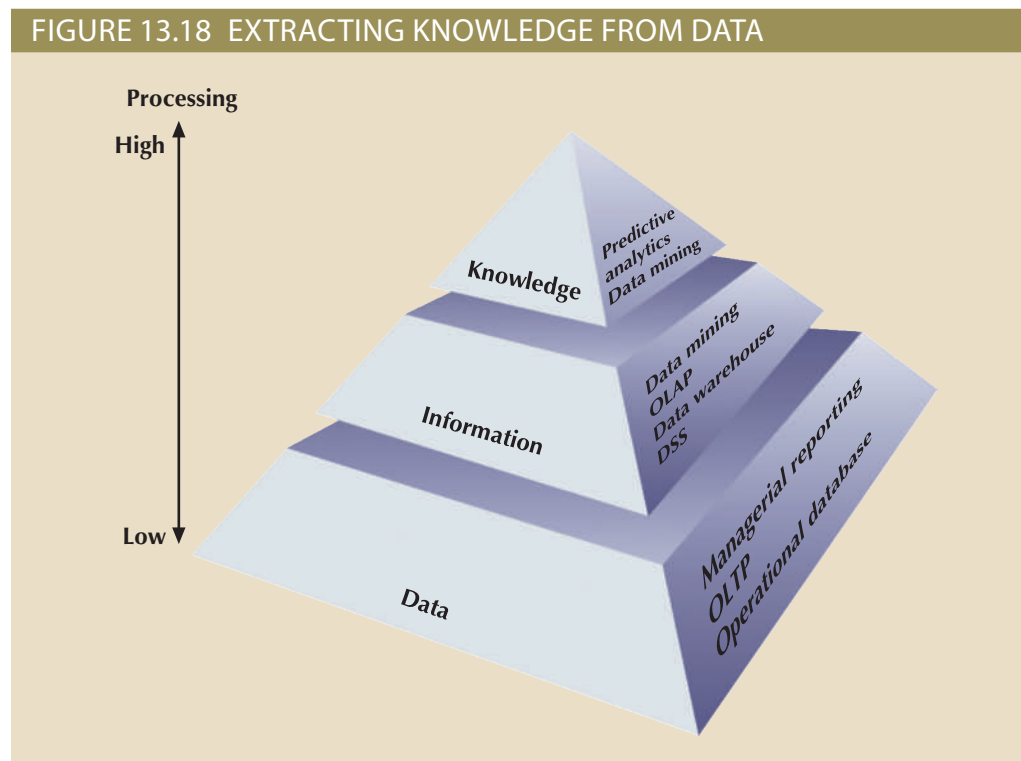 FIGURE 13.18 EXTRACTING KNOWLEDGE FROM DATA
Processing
High
Low
Knowledge
Predictive
analytics
Data mining
Information
Data mining
OLAP
Data warehouse
DSS
Data
Managerial reporting
OLTP
Operational database